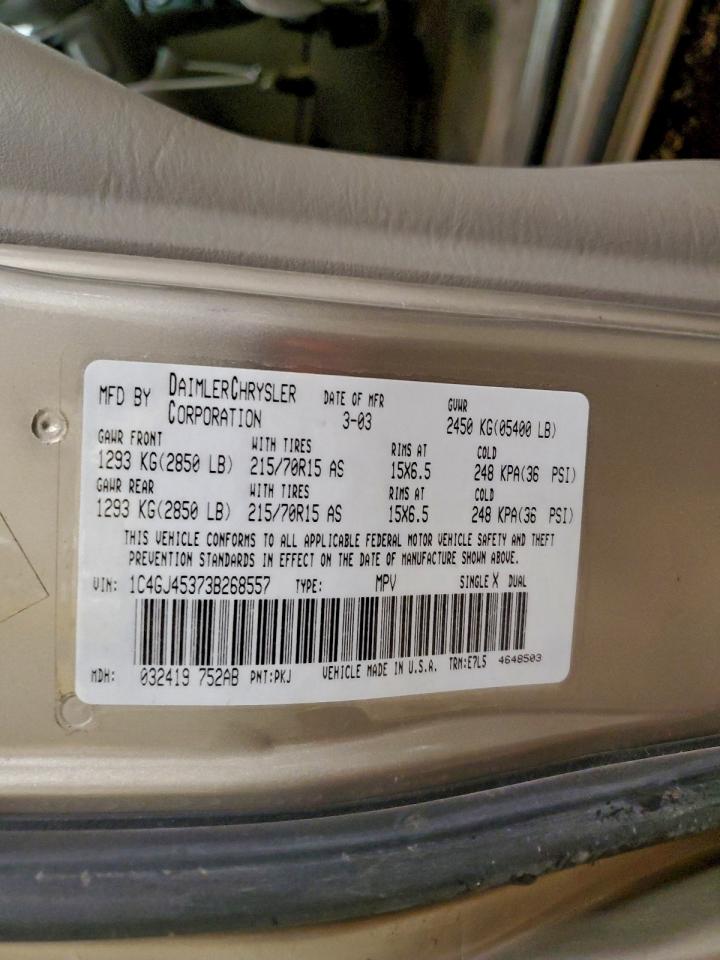 MFD BY DAIMLERCHRYSLER CORPORATION DATE OF MFR 3-03 GVWR 2450 KG(05400 LB)
GAWR FRONT WITH TIRES RIMS AT COLD
1293 KG(2850 LB) 215/70R15 AS 15X6.5 248 KPA(36 PSI)
GAWR REAR WITH TIRES RIMS AT COLD
1293 KG(2850 LB) 215/70R15 AS 15X6.5 248 KPA(36 PSI)
THIS VEHICLE CONFORMS TO ALL APPLICABLE FEDERAL MOTOR VEHICLE SAFETY AND THEFT
PREVENTION STANDARDS IN EFFECT ON THE DATE OF MANUFACTURE SHOWN ABOVE.
VIN: 1C4GJ45373B268557 TYPE: MPV SINGLE X DUAL
MDH: 032419 752AB PNT:PKJ VEHICLE MADE IN U.S.A. TRM:E7L5 4648503